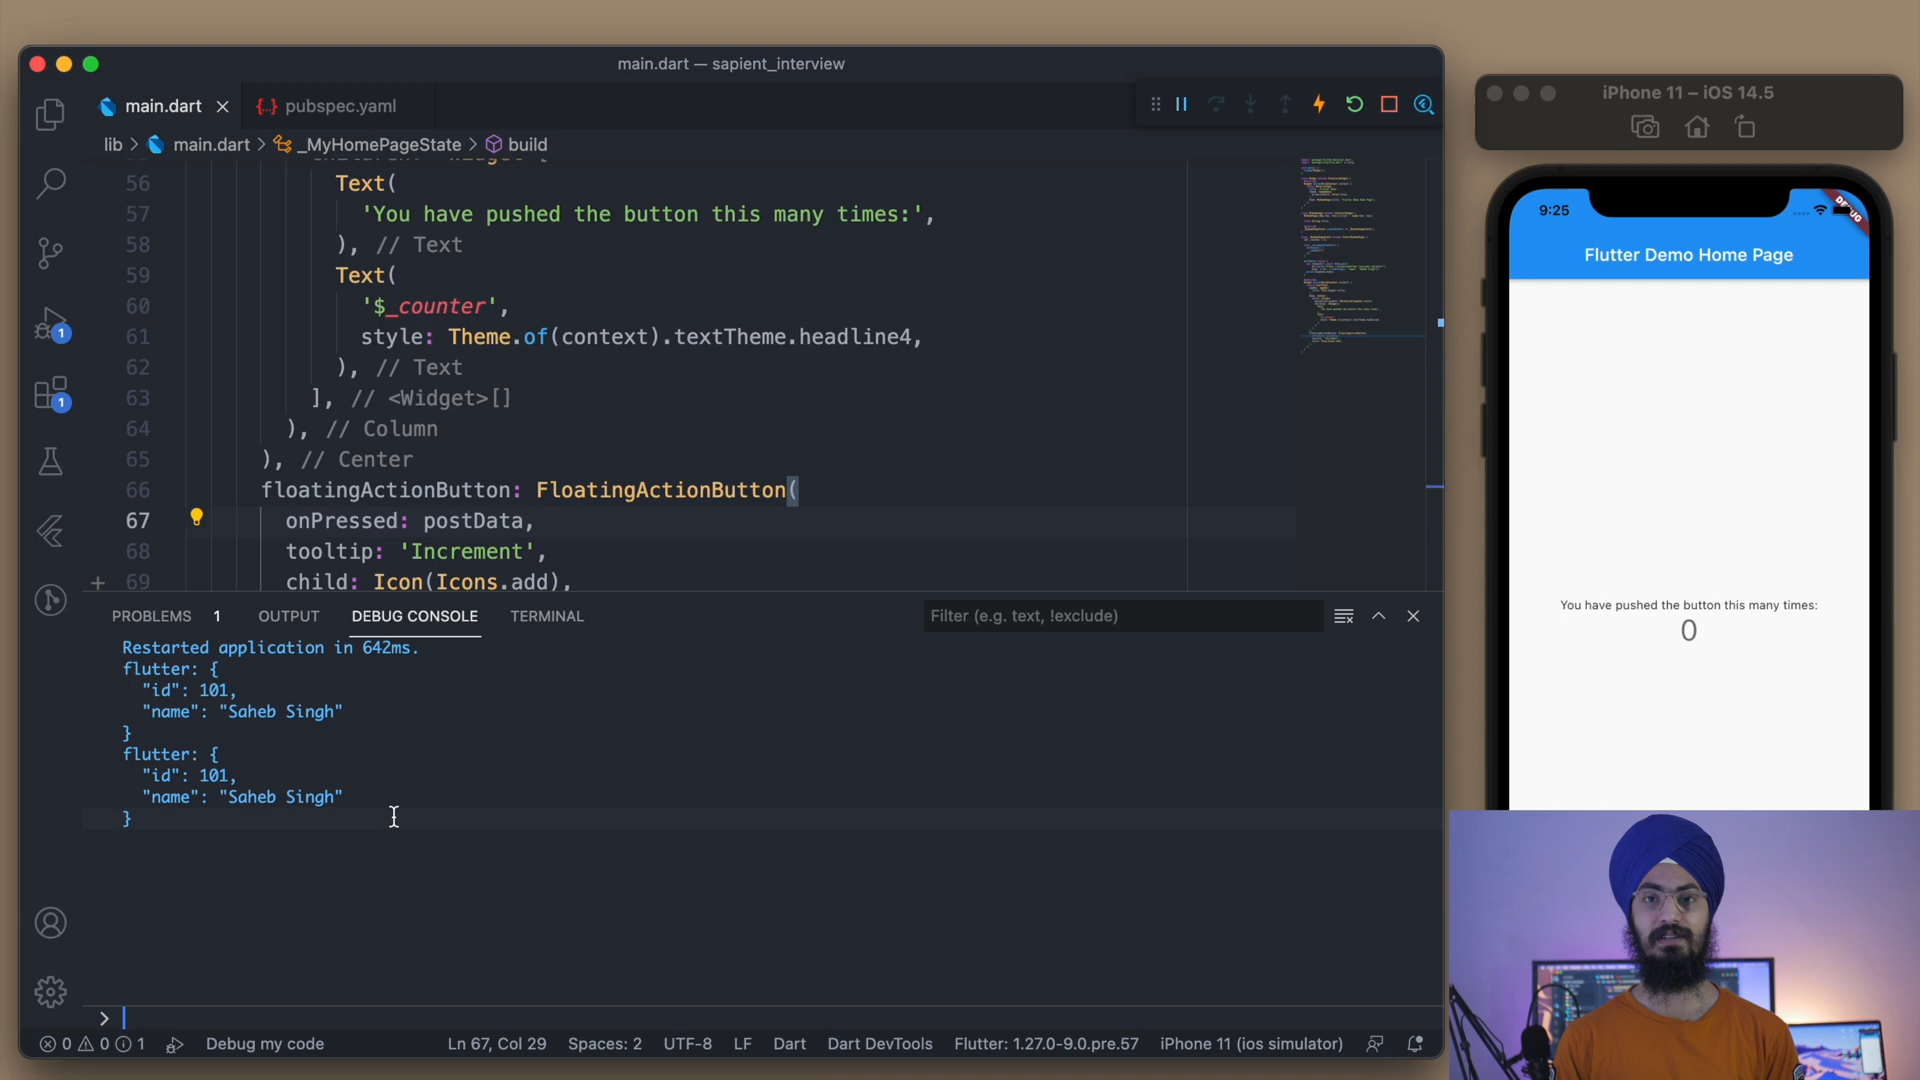 main.dart — sapient_interview
main.dart
{..} pubspec.yaml
lib > main.dart > _MyHomePageState > build
56 Text(
57 'You have pushed the button this many times:',
58 ), // Text
59 Text(
60 '$_counter',
61 style: Theme.of(context).textTheme.headline4,
62 ), // Text
63 ], // <Widget>[]
64 ), // Column
65 ), // Center
66 floatingActionButton: FloatingActionButton(
67 onPressed: postData,
68 tooltip: 'Increment',
69 child: Icon(Icons.add),
1
1
PROBLEMS 1 OUTPUT DEBUG CONSOLE TERMINAL
Filter (e.g. text, !exclude)
Restarted application in 642ms.
flutter: {
"id": 101,
"name": "Saheb Singh"
}
flutter: {
"id": 101,
"name": "Saheb Singh"
}
>
0 0 1 Debug my code Ln 67, Col 29 Spaces: 2 UTF-8 LF Dart Dart DevTools Flutter: 1.27.0-9.0.pre.57 iPhone 11 (ios simulator)
iPhone 11 – iOS 14.5
9:25
DEBUG
Flutter Demo Home Page
You have pushed the button this many times:
0